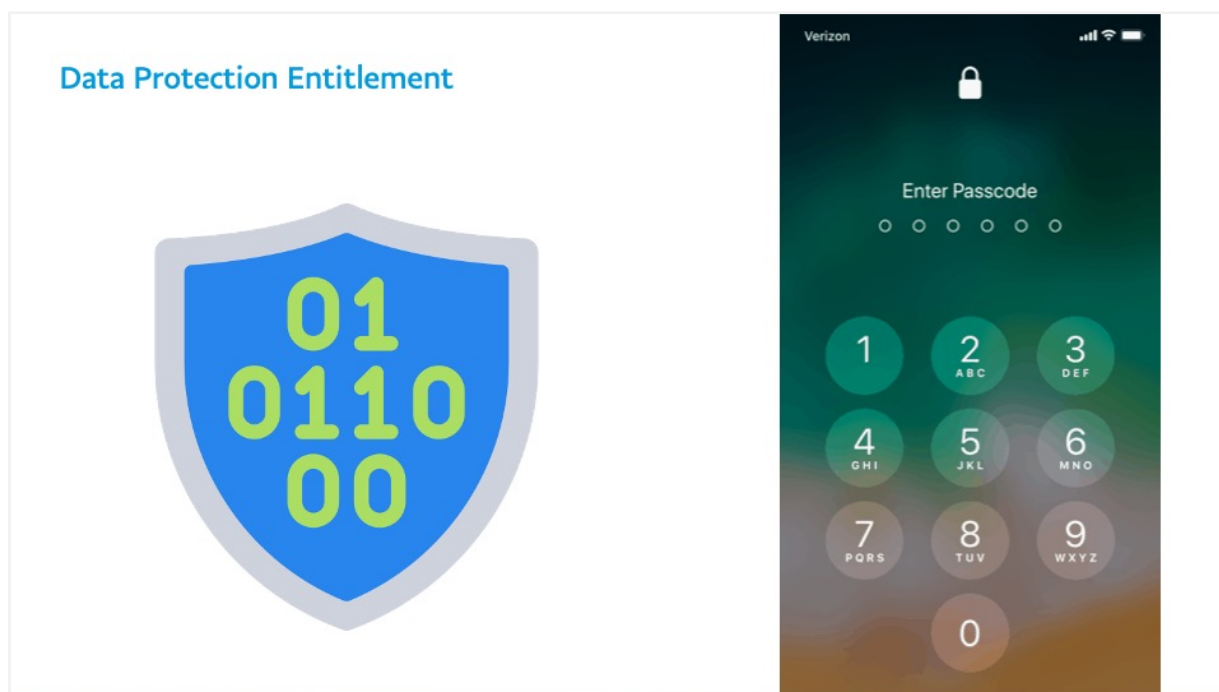 Data Protection Entitlement
01
0110
00
Verizon
Enter Passcode
1
2
ABC
3
DEF
4
GHI
5
JKL
6
MNO
7
PQRS
8
TUV
9
WXYZ
0